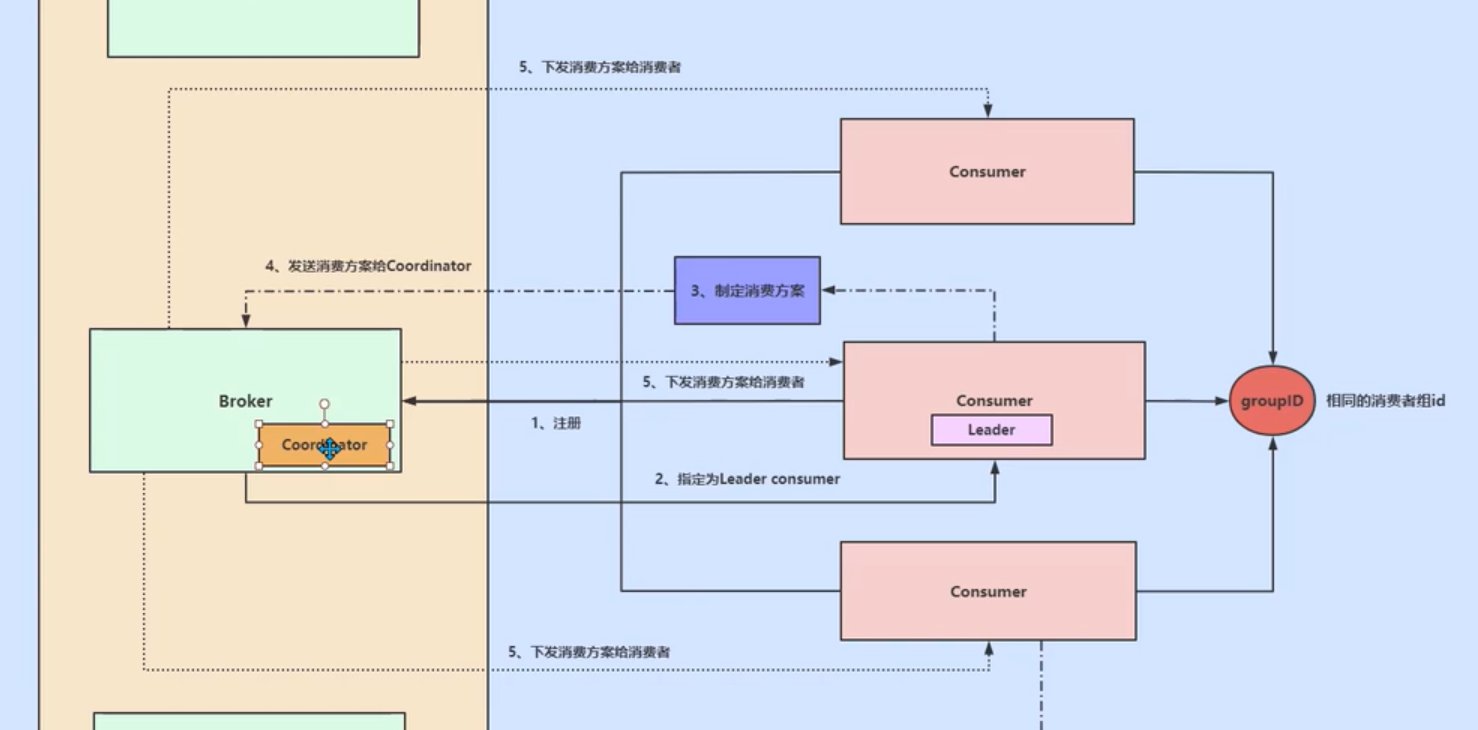 5、下发消费方案给消费者
Consumer
4、发送消费方案给Coordinator
3、制定消费方案
Broker
Coordinator
5、下发消费方案给消费者
1、注册
Consumer
Leader
groupID
相同的消费者组id
2、指定为Leader consumer
Consumer
5、下发消费方案给消费者